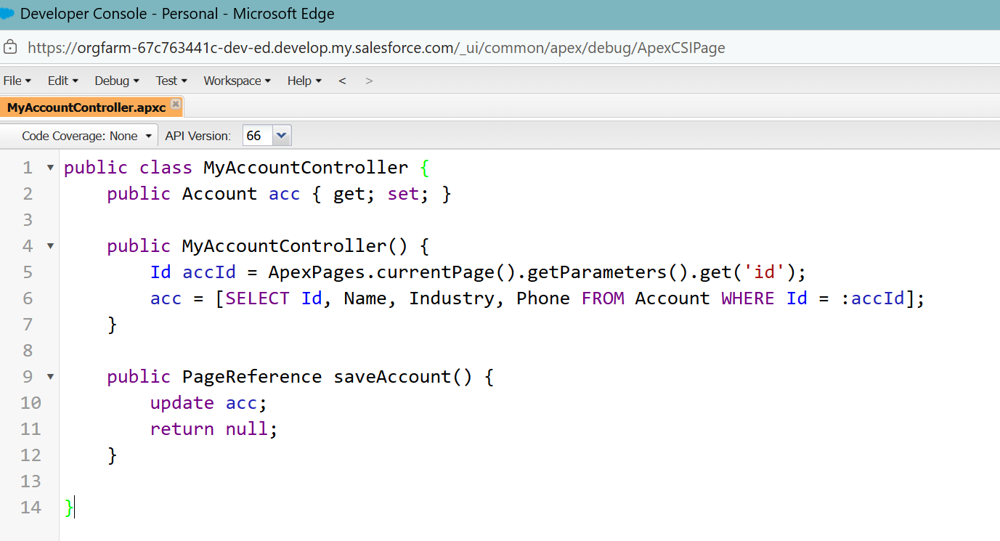 Developer Console - Personal - Microsoft Edge
https://orgfarm-67c763441c-dev-ed.develop.my.salesforce.com/_ui/common/apex/debug/ApexCSIPage
File Edit Debug Test Workspace Help < >
MyAccountController.apxc
Code Coverage: None API Version: 66
1 public class MyAccountController {
2     public Account acc { get; set; }
3
4     public MyAccountController() {
5         Id accId = ApexPages.currentPage().getParameters().get('id');
6         acc = [SELECT Id, Name, Industry, Phone FROM Account WHERE Id = :accId];
7     }
8
9     public PageReference saveAccount() {
10         update acc;
11         return null;
12     }
13
14 }